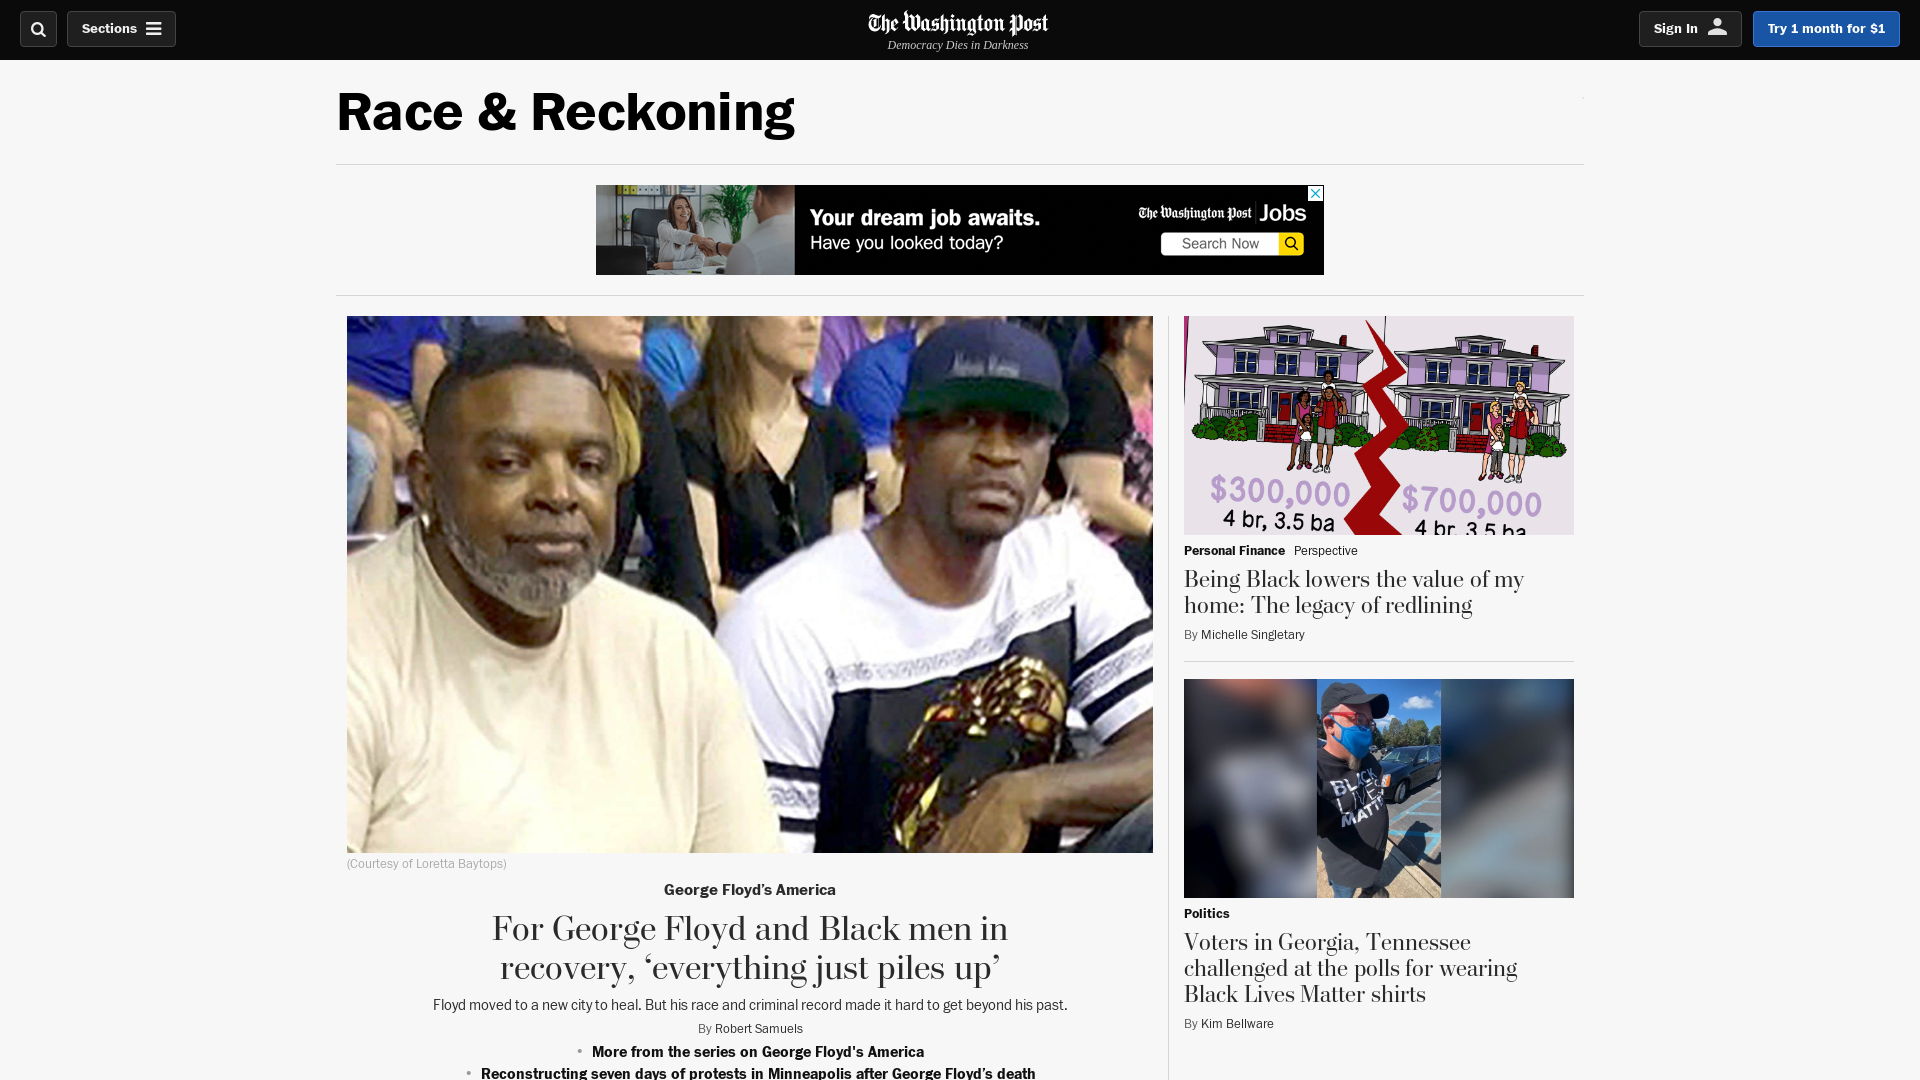 Sections
The Washington Post
Democracy Dies in Darkness
Sign In
Try 1 month for $1
Race & Reckoning
Your dream job awaits.
Have you looked today?
The Washington Post Jobs
Search Now
(Courtesy of Loretta Baytops)
George Floyd’s America
For George Floyd and Black men in
recovery, ‘everything just piles up’
Floyd moved to a new city to heal. But his race and criminal record made it hard to get beyond his past.
By Robert Samuels
• More from the series on George Floyd's America
• Reconstructing seven days of protests in Minneapolis after George Floyd’s death
$300,000
4 br, 3.5 ba
$700,000
4 br, 3.5 ba
Personal Finance Perspective
Being Black lowers the value of my
home: The legacy of redlining
By Michelle Singletary
BLACK
LIVES
MATTER
Politics
Voters in Georgia, Tennessee
challenged at the polls for wearing
Black Lives Matter shirts
By Kim Bellware